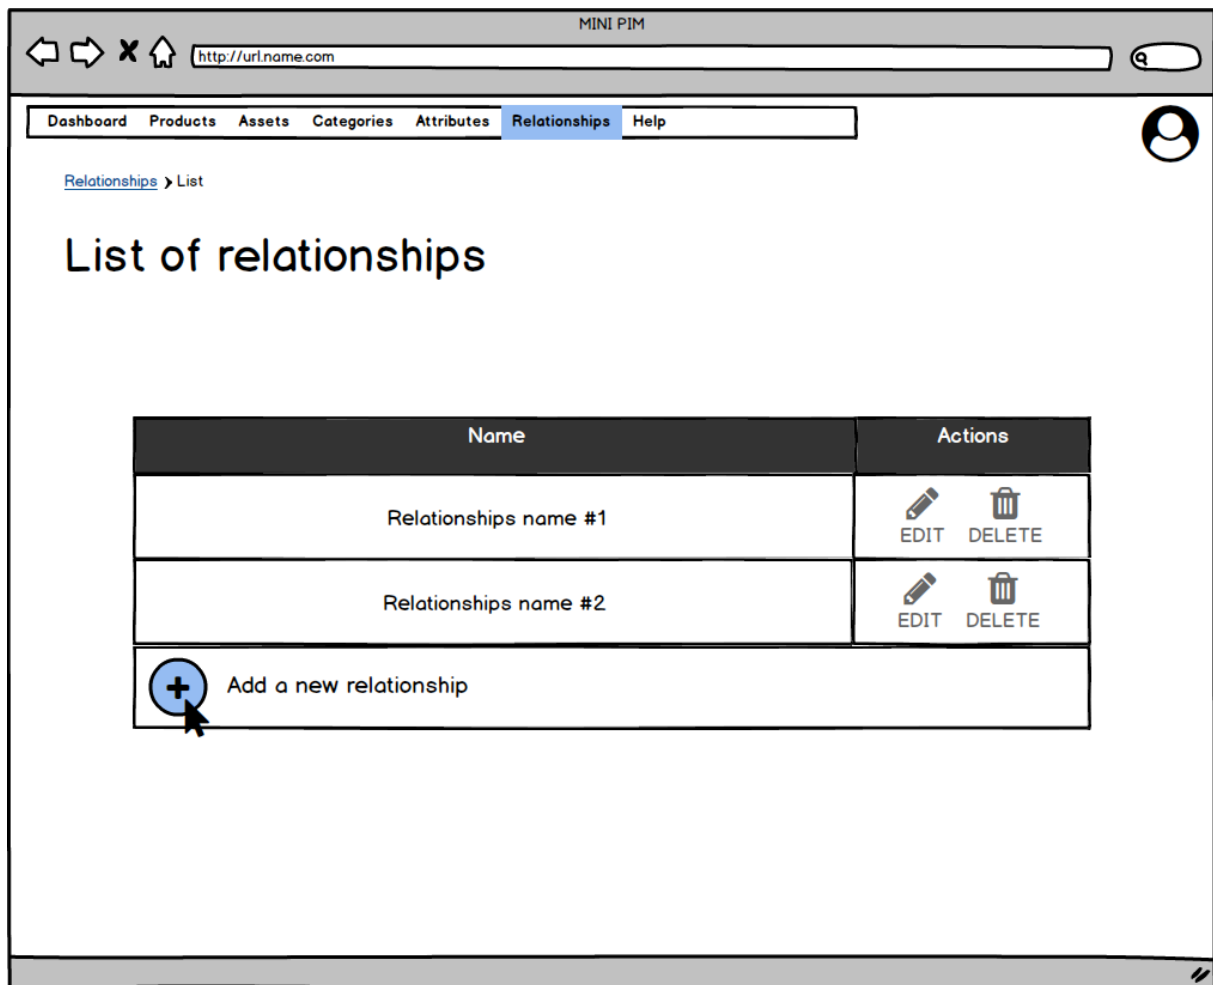 MINI PIM
http://url.name.com
Dashboard Products Assets Categories Attributes Relationships Help
Relationships > List
List of relationships
Name Actions
Relationships name #1
EDIT DELETE
Relationships name #2
EDIT DELETE
Add a new relationship